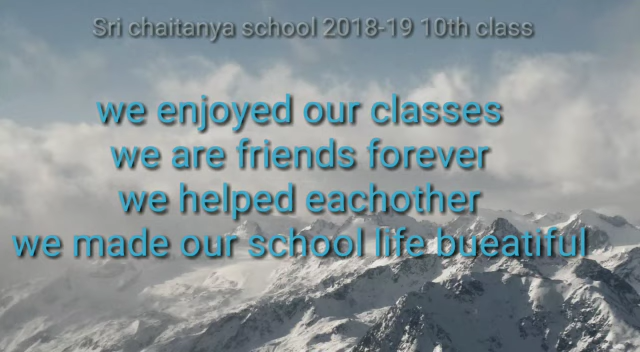 Sri chaitanya school 2018-19 10th class
we enjoyed our classes
we are friends forever
we helped eachother
we made our school life bueatiful